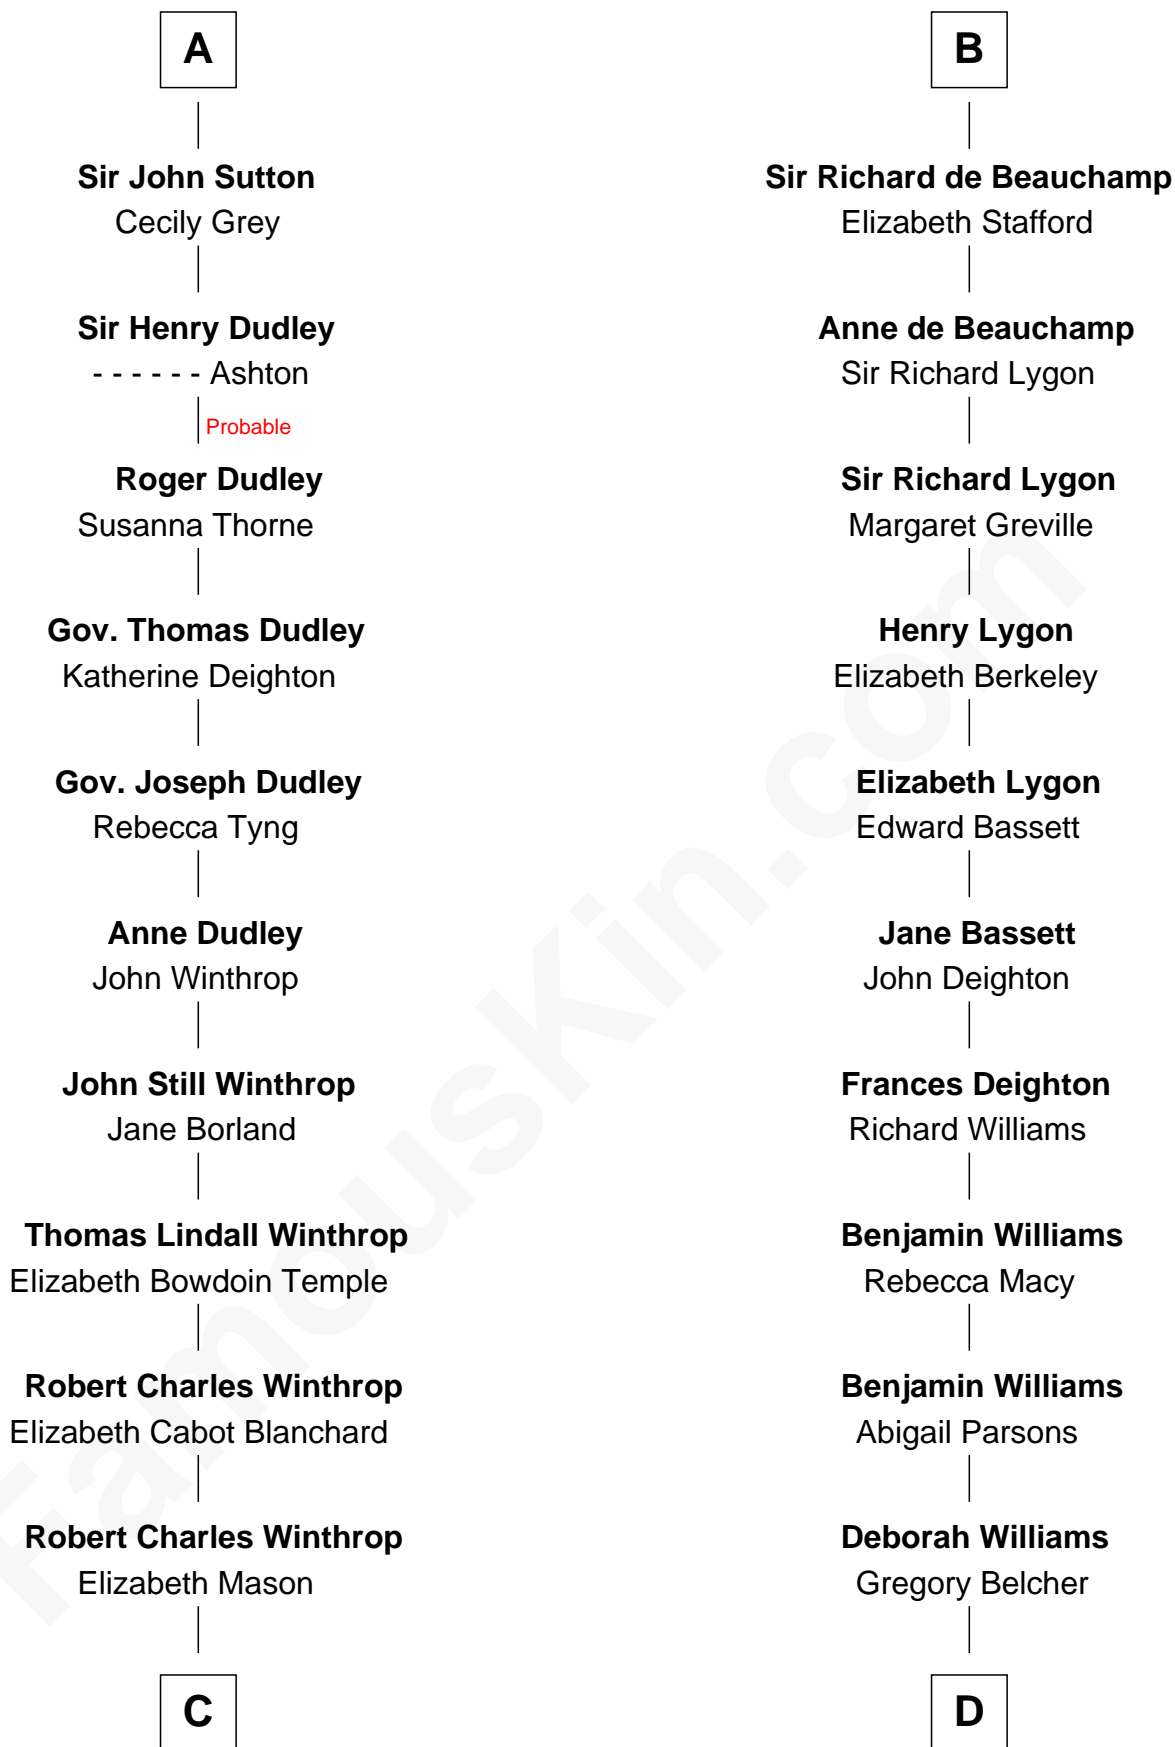 A
Sir John Sutton
Cecily Grey
Sir Henry Dudley
- - - - - - Ashton
Probable
Roger Dudley
Susanna Thorne
Gov. Thomas Dudley
Katherine Deighton
Gov. Joseph Dudley
Rebecca Tyng
Anne Dudley
John Winthrop
John Still Winthrop
Jane Borland
Thomas Lindall Winthrop
Elizabeth Bowdoin Temple
Robert Charles Winthrop
Elizabeth Cabot Blanchard
Robert Charles Winthrop
Elizabeth Mason
C
B
Sir Richard de Beauchamp
Elizabeth Stafford
Anne de Beauchamp
Sir Richard Lygon
Sir Richard Lygon
Margaret Greville
Henry Lygon
Elizabeth Berkeley
Elizabeth Lygon
Edward Bassett
Jane Bassett
John Deighton
Frances Deighton
Richard Williams
Benjamin Williams
Rebecca Macy
Benjamin Williams
Abigail Parsons
Deborah Williams
Gregory Belcher
D
FamousKin.com